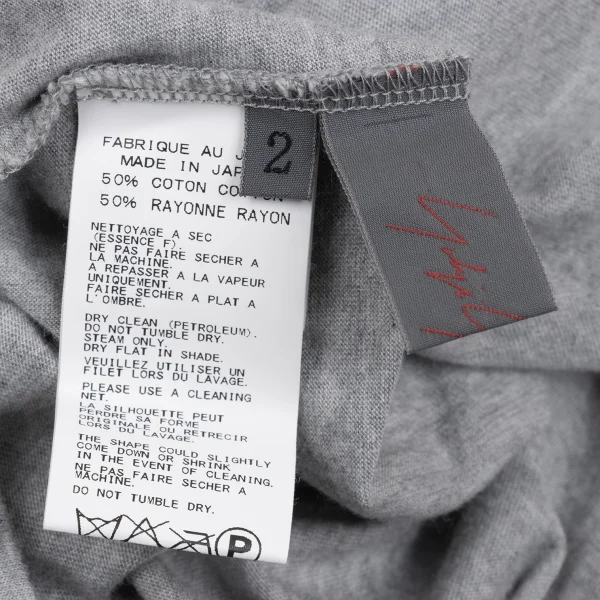 FABRIQUE AU J
MADE IN JAP
50% COTON COTTON
50% RAYONNE RAYON
2
NETTOYAGE A SEC
(ESSENCE F).
NE PAS FAIRE SECHER A
LA MACHINE.
A REPASSER A LA VAPEUR
UNIQUEMENT.
FAIRE SECHER A PLAT A
L'OMBRE.
DRY CLEAN (PETROLEUM).
DO NOT TUMBLE DRY.
STEAM ONLY.
DRY FLAT IN SHADE.
VEUILLEZ UTILISER UN
FILET LORS DU LAVAGE.
PLEASE USE A CLEANING
NET.
LA SILHOUETTE PEUT
PERDRE SA FORME
ORIGINALE OU RETRECIR
LORS DU LAVAGE.
THE SHAPE COULD SLIGHTLY
COME DOWN OR SHRINK
IN THE EVENT OF CLEANING.
NE PAS FAIRE SECHER A
MACHINE.
DO NOT TUMBLE DRY.
P